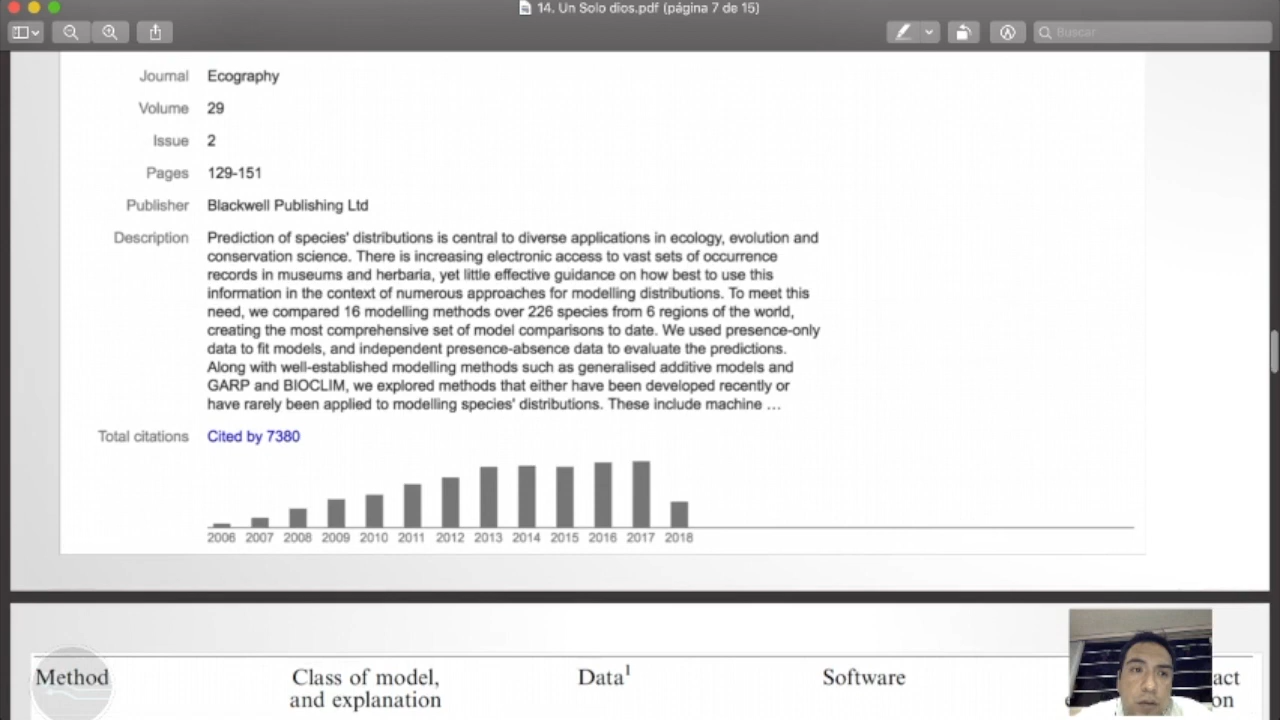 14. Un Solo dios.pdf (página 7 de 15)
Buscar
Journal Ecography
Volume 29
Issue 2
Pages 129-151
Publisher Blackwell Publishing Ltd
Description Prediction of species' distributions is central to diverse applications in ecology, evolution and
conservation science. There is increasing electronic access to vast sets of occurrence
records in museums and herbaria, yet little effective guidance on how best to use this
information in the context of numerous approaches for modelling distributions. To meet this
need, we compared 16 modelling methods over 226 species from 6 regions of the world,
creating the most comprehensive set of model comparisons to date. We used presence-only
data to fit models, and independent presence-absence data to evaluate the predictions.
Along with well-established modelling methods such as generalised additive models and
GARP and BIOCLIM, we explored methods that either have been developed recently or
have rarely been applied to modelling species' distributions. These include machine ...
Total citations Cited by 7380
2006 2007 2008 2009 2010 2011 2012 2013 2014 2015 2016 2017 2018
Method Class of model, Data¹ Software
and explanation